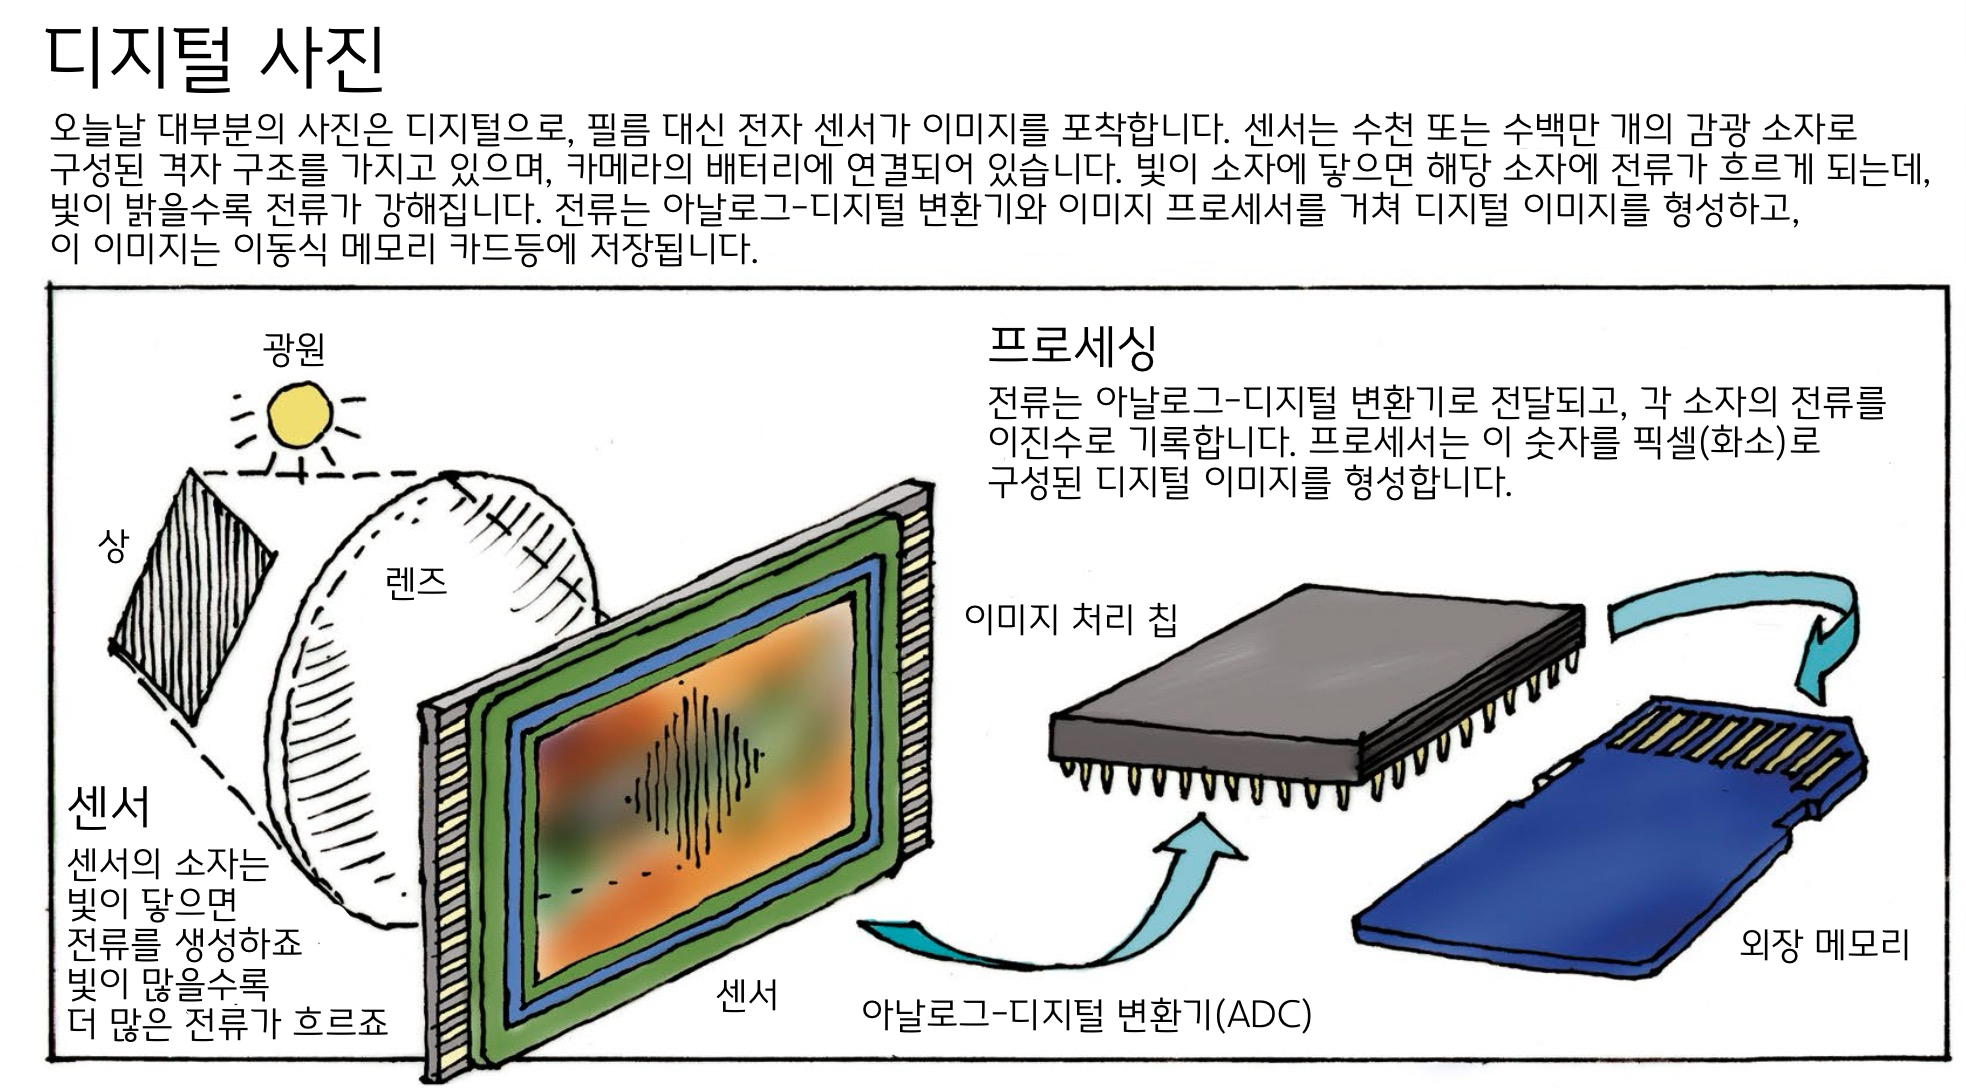 디지털 사진
오늘날 대부분의 사진은 디지털으로, 필름 대신 전자 센서가 이미지를 포착합니다. 센서는 수천 또는 수백만 개의 감광 소자로
구성된 격자 구조를 가지고 있으며, 카메라의 배터리에 연결되어 있습니다. 빛이 소자에 닿으면 해당 소자에 전류가 흐르게 되는데,
빛이 밝을수록 전류가 강해집니다. 전류는 아날로그-디지털 변환기와 이미지 프로세서를 거쳐 디지털 이미지를 형성하고,
이 이미지는 이동식 메모리 카드등에 저장됩니다.
광원
상
렌즈
센서
센서의 소자는
빛이 닿으면
전류를 생성하죠
빛이 많을수록
더 많은 전류가 흐르죠
센서
프로세싱
전류는 아날로그-디지털 변환기로 전달되고, 각 소자의 전류를
이진수로 기록합니다. 프로세서는 이 숫자를 픽셀(화소)로
구성된 디지털 이미지를 형성합니다.
이미지 처리 칩
아날로그-디지털 변환기(ADC)
외장 메모리